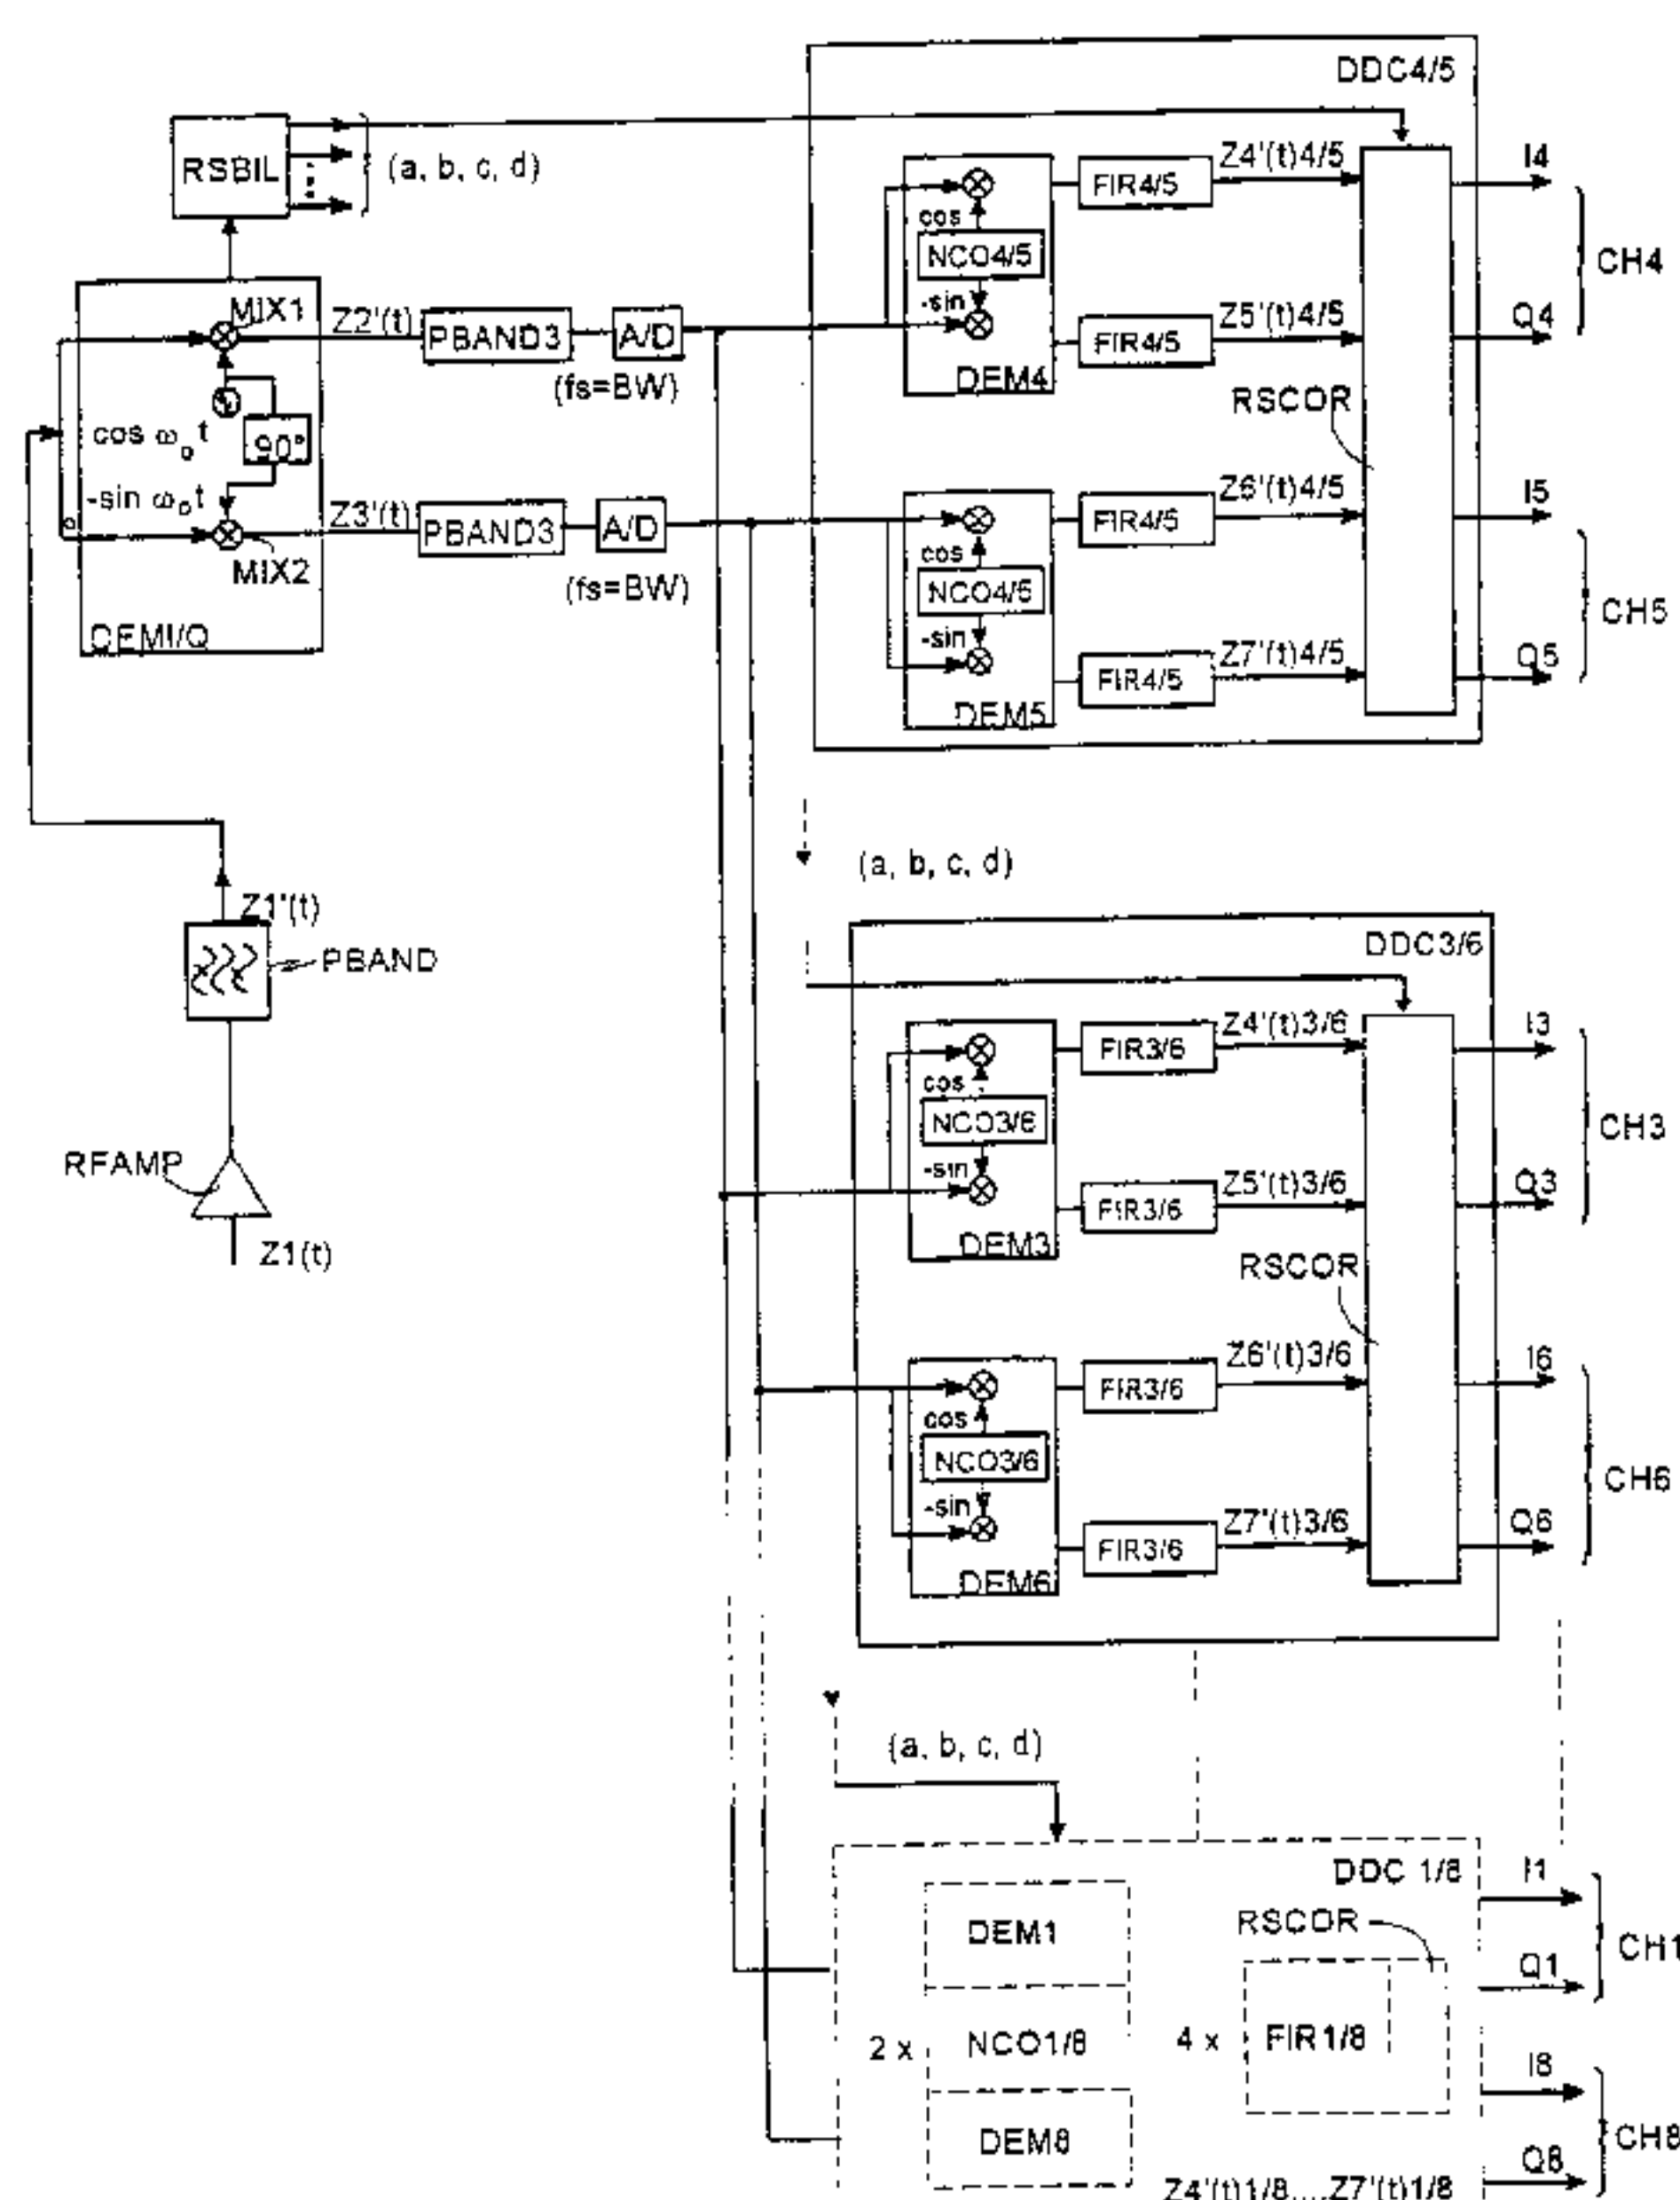 DDC4/5
RSBIL
(a, b, c, d)
Z4'(t)4/5
I4
FIR4/5
cos
NCO4/5
CH4
-sin
MIX1
Z2'(t)
PBAND3
A/D
Z5'(t)4/5
Q4
FIR4/5
(fs=BW)
DEM4
RSCOR
cos ω₀t
90°
-sin ω₀t
Z3'(t)
PBAND3
A/D
Z6'(t)4/5
I5
FIR4/5
cos
MIX2
(fs=BW)
NCO4/5
CH5
DEMI/Q
-sin
Z7'(t)4/5
Q5
FIR4/5
DEM5
(a, b, c, d)
Z1'(t)
PBAND
DDC3/6
Z4'(t)3/6
I3
FIR3/6
cos
NCO3/6
CH3
RFAMP
-sin
Z5'(t)3/6
Q3
FIR3/6
DEM3
Z1(t)
RSCOR
Z6'(t)3/6
I6
FIR3/6
cos
NCO3/6
CH6
-sin
Z7'(t)3/6
Q6
FIR3/6
DEM6
(a, b, c, d)
DDC 1/8
I1
DEM1
RSCOR
CH1
Q1
2 x
NCO1/8
4 x
FIR1/8
I8
DEM8
CH8
Q8
Z4'(t)1/8....Z7'(t)1/8